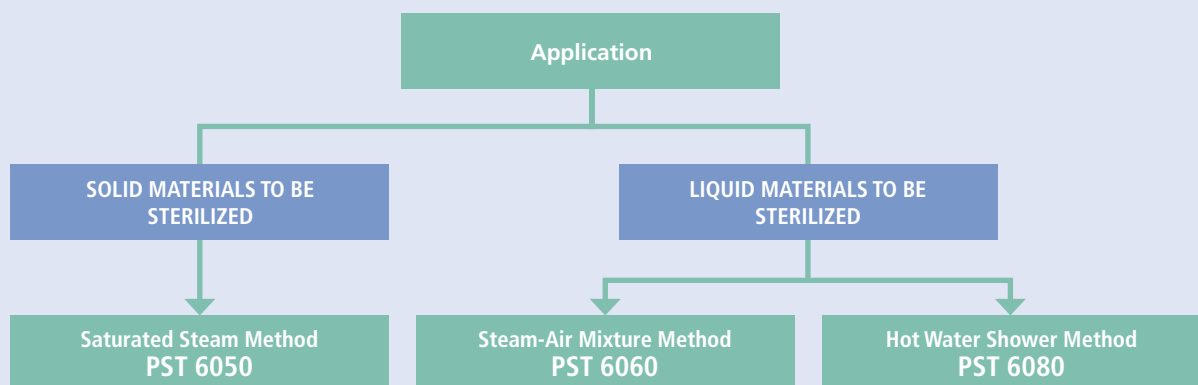 Application
SOLID MATERIALS TO BE
STERILIZED
LIQUID MATERIALS TO BE
STERILIZED
Saturated Steam Method
PST 6050
Steam-Air Mixture Method
PST 6060
Hot Water Shower Method
PST 6080